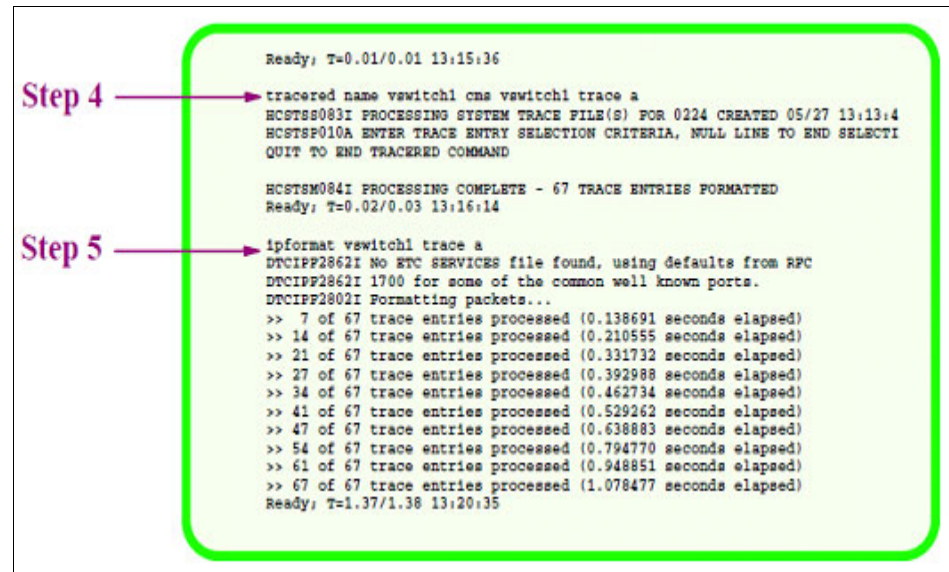 Ready; T=0.01/0.01 13:15:36
Step 4
tracered name vswitch1 cms vswitch1 trace a
HCSTSS083I PROCESSING SYSTEM TRACE FILE(S) FOR 0224 CREATED 05/27 13:13:4
HCSTSP010A ENTER TRACE ENTRY SELECTION CRITERIA, NULL LINE TO END SELECTI
QUIT TO END TRACERED COMMAND
HCSTSM084I PROCESSING COMPLETE - 67 TRACE ENTRIES FORMATTED
Ready; T=0.02/0.03 13:16:14
Step 5
ipformat vswitch1 trace a
DTCIPF2862I No ETC SERVICES file found, using defaults from RFC
DTCIPF2862I 1700 for some of the common well known ports.
DTCIPF2802I Formatting packets...
>> 7 of 67 trace entries processed (0.138691 seconds elapsed)
>> 14 of 67 trace entries processed (0.210555 seconds elapsed)
>> 21 of 67 trace entries processed (0.331732 seconds elapsed)
>> 27 of 67 trace entries processed (0.392988 seconds elapsed)
>> 34 of 67 trace entries processed (0.462734 seconds elapsed)
>> 41 of 67 trace entries processed (0.529262 seconds elapsed)
>> 47 of 67 trace entries processed (0.638883 seconds elapsed)
>> 54 of 67 trace entries processed (0.794770 seconds elapsed)
>> 61 of 67 trace entries processed (0.948851 seconds elapsed)
>> 67 of 67 trace entries processed (1.078477 seconds elapsed)
Ready; T=1.37/1.38 13:20:35